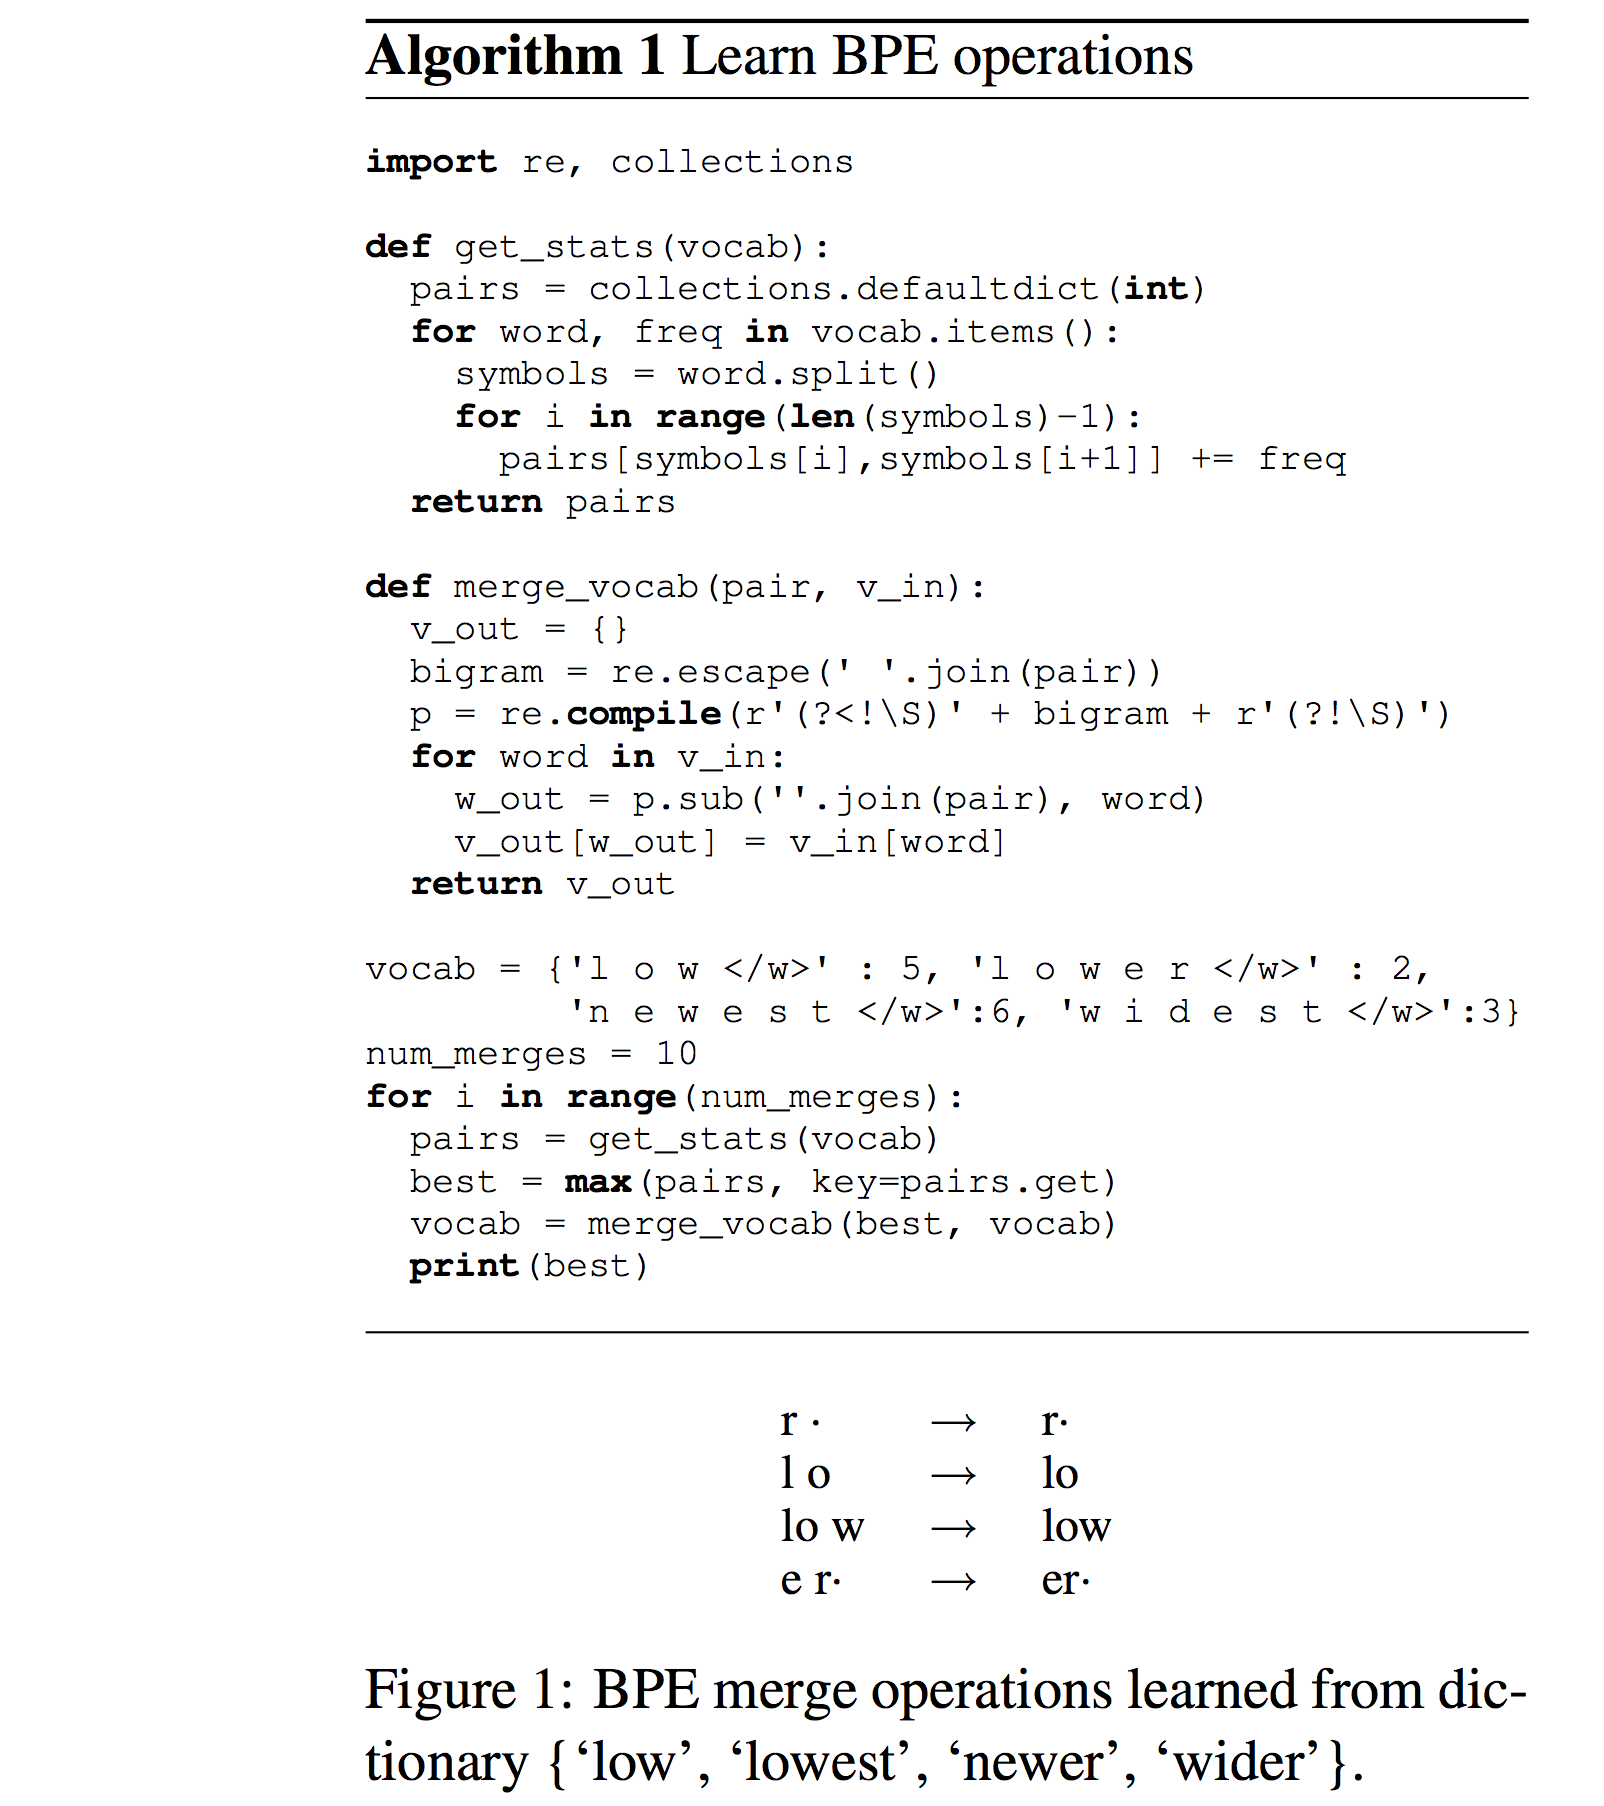 Algorithm 1 Learn BPE operations
import re, collections
def get_stats(vocab):
  pairs = collections.defaultdict(int)
  for word, freq in vocab.items():
    symbols = word.split()
    for i in range(len(symbols)-1):
      pairs[symbols[i],symbols[i+1]] += freq
  return pairs
def merge_vocab(pair, v_in):
  v_out = {}
  bigram = re.escape(' '.join(pair))
  p = re.compile(r'(?<!\S)' + bigram + r'(?!\S)')
  for word in v_in:
    w_out = p.sub(''.join(pair), word)
    v_out[w_out] = v_in[word]
  return v_out
vocab = {'l o w </w>' : 5, 'l o w e r </w>' : 2,
         'n e w e s t </w>':6, 'w i d e s t </w>':3}
num_merges = 10
for i in range(num_merges):
  pairs = get_stats(vocab)
  best = max(pairs, key=pairs.get)
  vocab = merge_vocab(best, vocab)
  print(best)
r · → r·
l o → lo
lo w → low
e r· → er·
Figure 1: BPE merge operations learned from dic-
tionary {‘low’, ‘lowest’, ‘newer’, ‘wider’}.